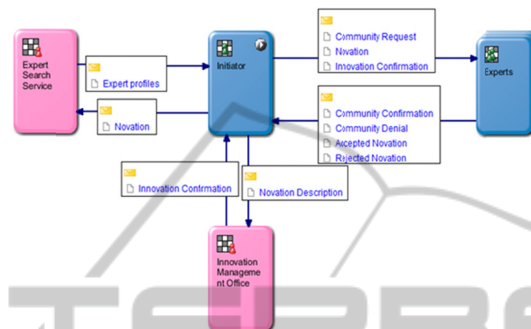 Expert
Search
Service
Expert profiles
Novation
Initiator
Community Request
Novation
Innovation Confirmation
Experts
Community Confirmation
Community Denial
Accepted Novation
Rejected Novation
Innovation Confirmation
Novation Description
Innovation
Manageme
nt Office